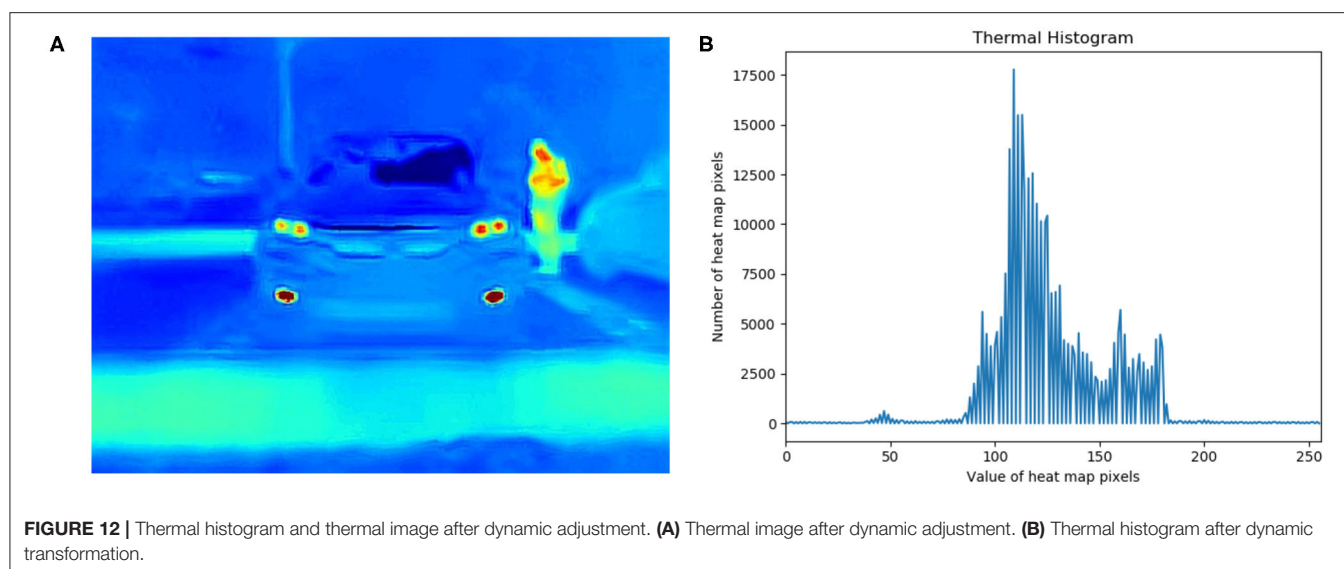 A
B
Thermal Histogram
17500
15000
12500
10000
7500
5000
2500
0
Number of heat map pixels
0 50 100 150 200 250
Value of heat map pixels
FIGURE 12 | Thermal histogram and thermal image after dynamic adjustment. (A) Thermal image after dynamic adjustment. (B) Thermal histogram after dynamic
transformation.